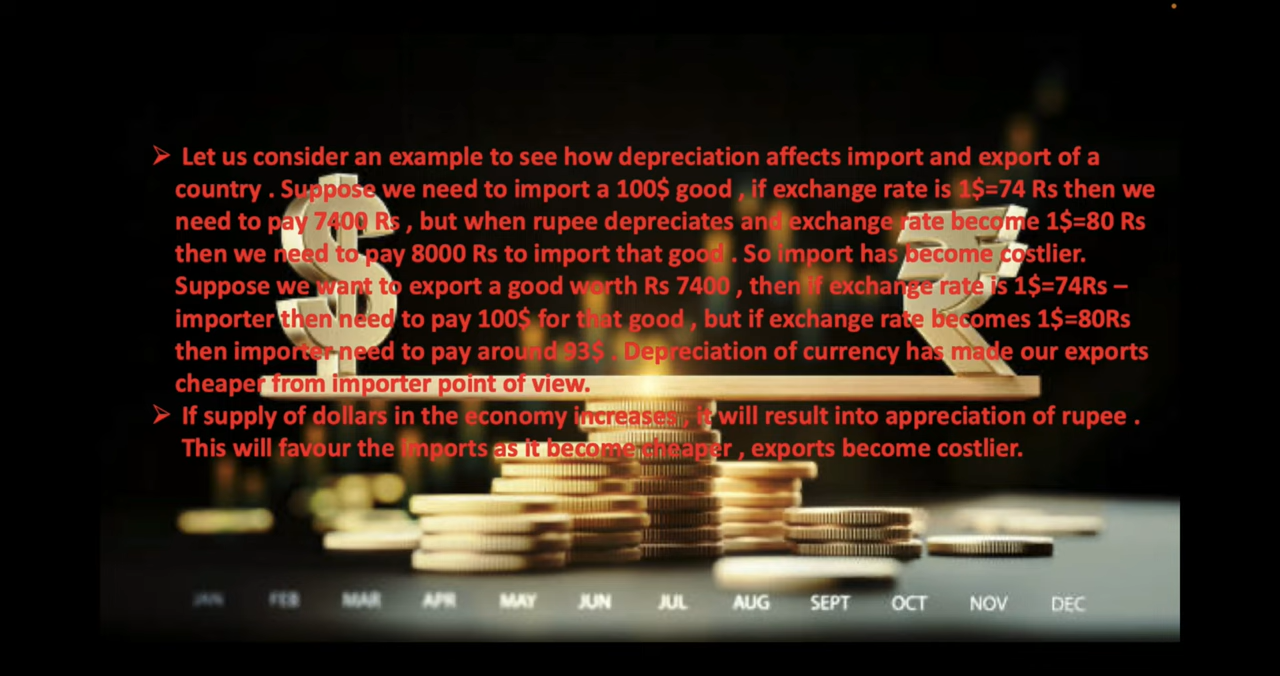 ➢ Let us consider an example to see how depreciation affects import and export of a
country . Suppose we need to import a 100$ good , if exchange rate is 1$=74 Rs then we
need to pay 7400 Rs , but when rupee depreciates and exchange rate become 1$=80 Rs
then we need to pay 8000 Rs to import that good . So import has become costlier.
Suppose we want to export a good worth Rs 7400 , then if exchange rate is 1$=74Rs –
importer then need to pay 100$ for that good , but if exchange rate becomes 1$=80Rs
then importer need to pay around 93$ . Depreciation of currency has made our exports
cheaper from importer point of view.
➢ If supply of dollars in the economy increases , it will result into appreciation of rupee .
This will favour the imports as it become cheaper , exports become costlier.
$ ₹
JAN FEB MAR APR MAY JUN JUL AUG SEPT OCT NOV DEC